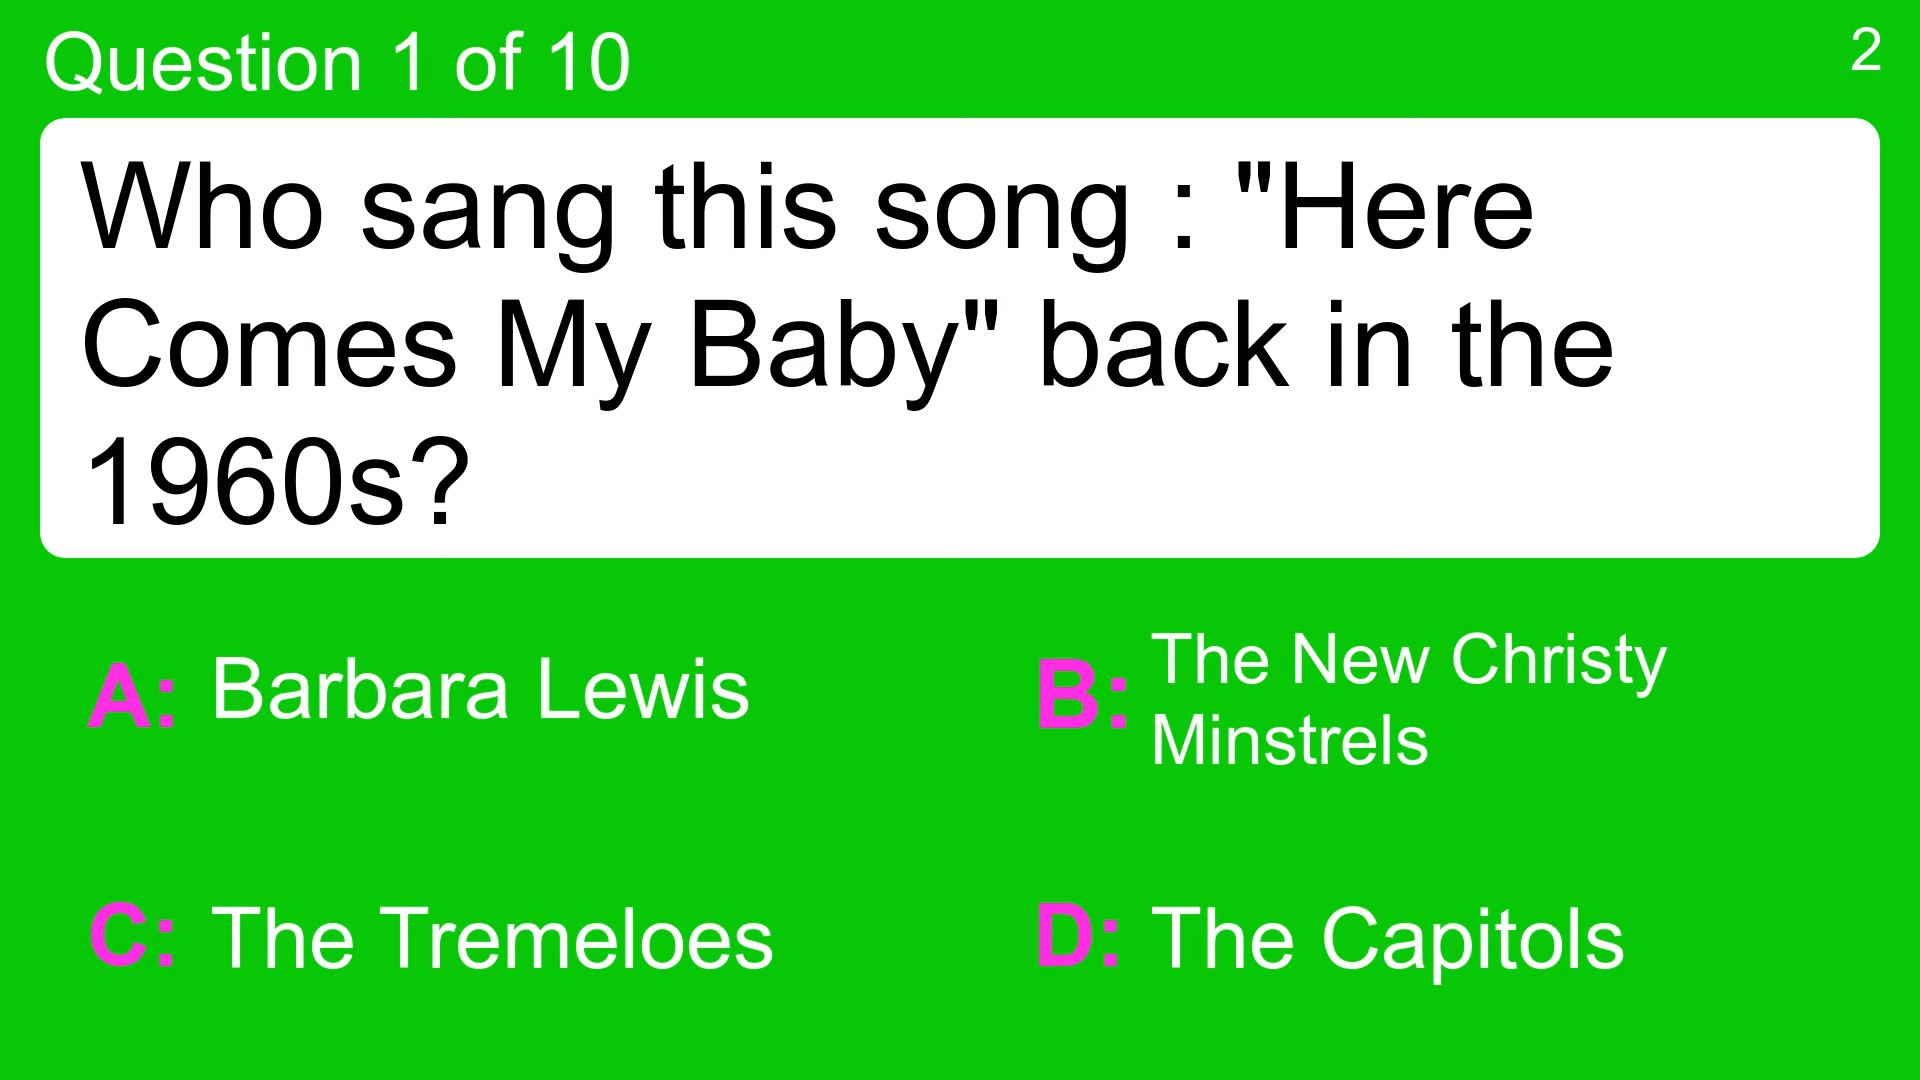 Question 1 of 10
2
Who sang this song : "Here
Comes My Baby" back in the
1960s?
A: Barbara Lewis
B: The New Christy
Minstrels
C: The Tremeloes
D: The Capitols